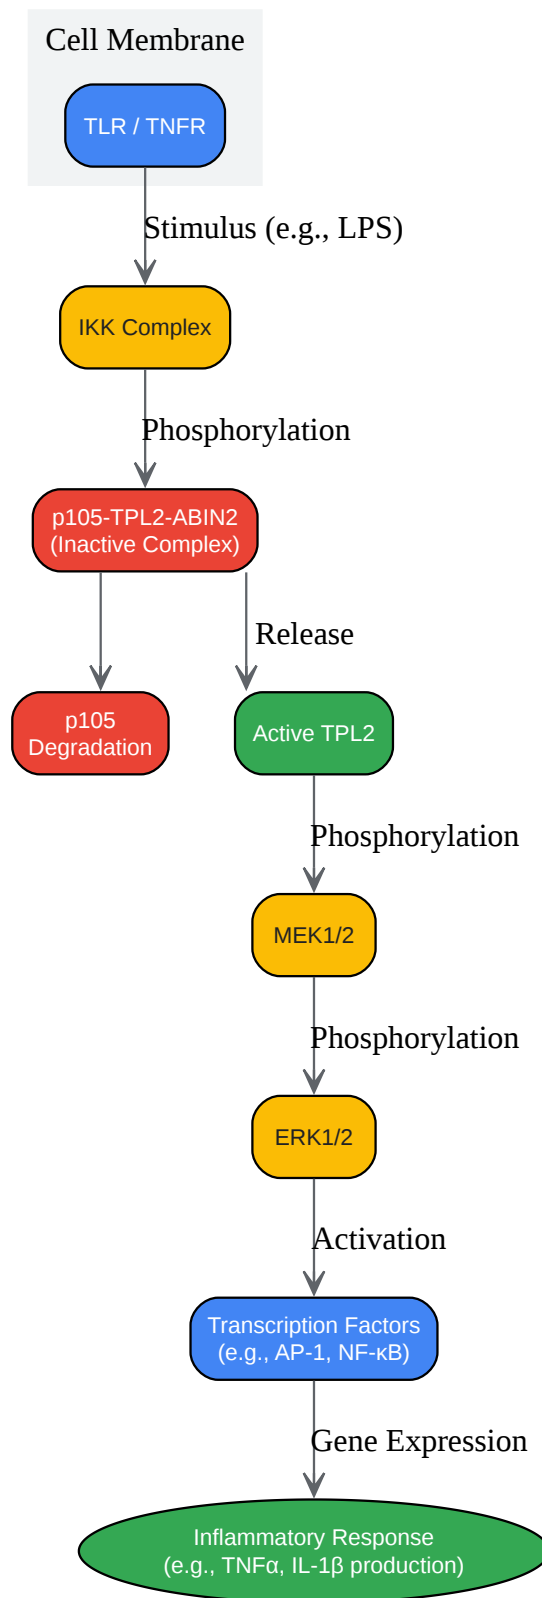 Cell Membrane
TLR / TNFR
Stimulus (e.g., LPS)
IKK Complex
Phosphorylation
p105-TPL2-ABIN2
(Inactive Complex)
Release
p105
Degradation
Active TPL2
Phosphorylation
MEK1/2
Phosphorylation
ERK1/2
Activation
Transcription Factors
(e.g., AP-1, NF-κB)
Gene Expression
Inflammatory Response
(e.g., TNFα, IL-1β production)